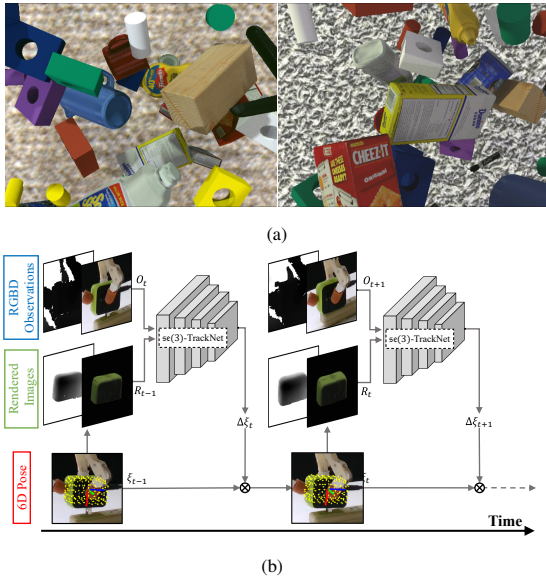 CHEEZ-IT
(a)
RGBD
Observations
Rendered
Images
6D Pose
O_t
se(3)-TrackNet
R_{t-1}
Δξ_t
ξ_{t-1}
O_{t+1}
se(3)-TrackNet
R_t
Δξ_{t+1}
ξ_t
Time
(b)